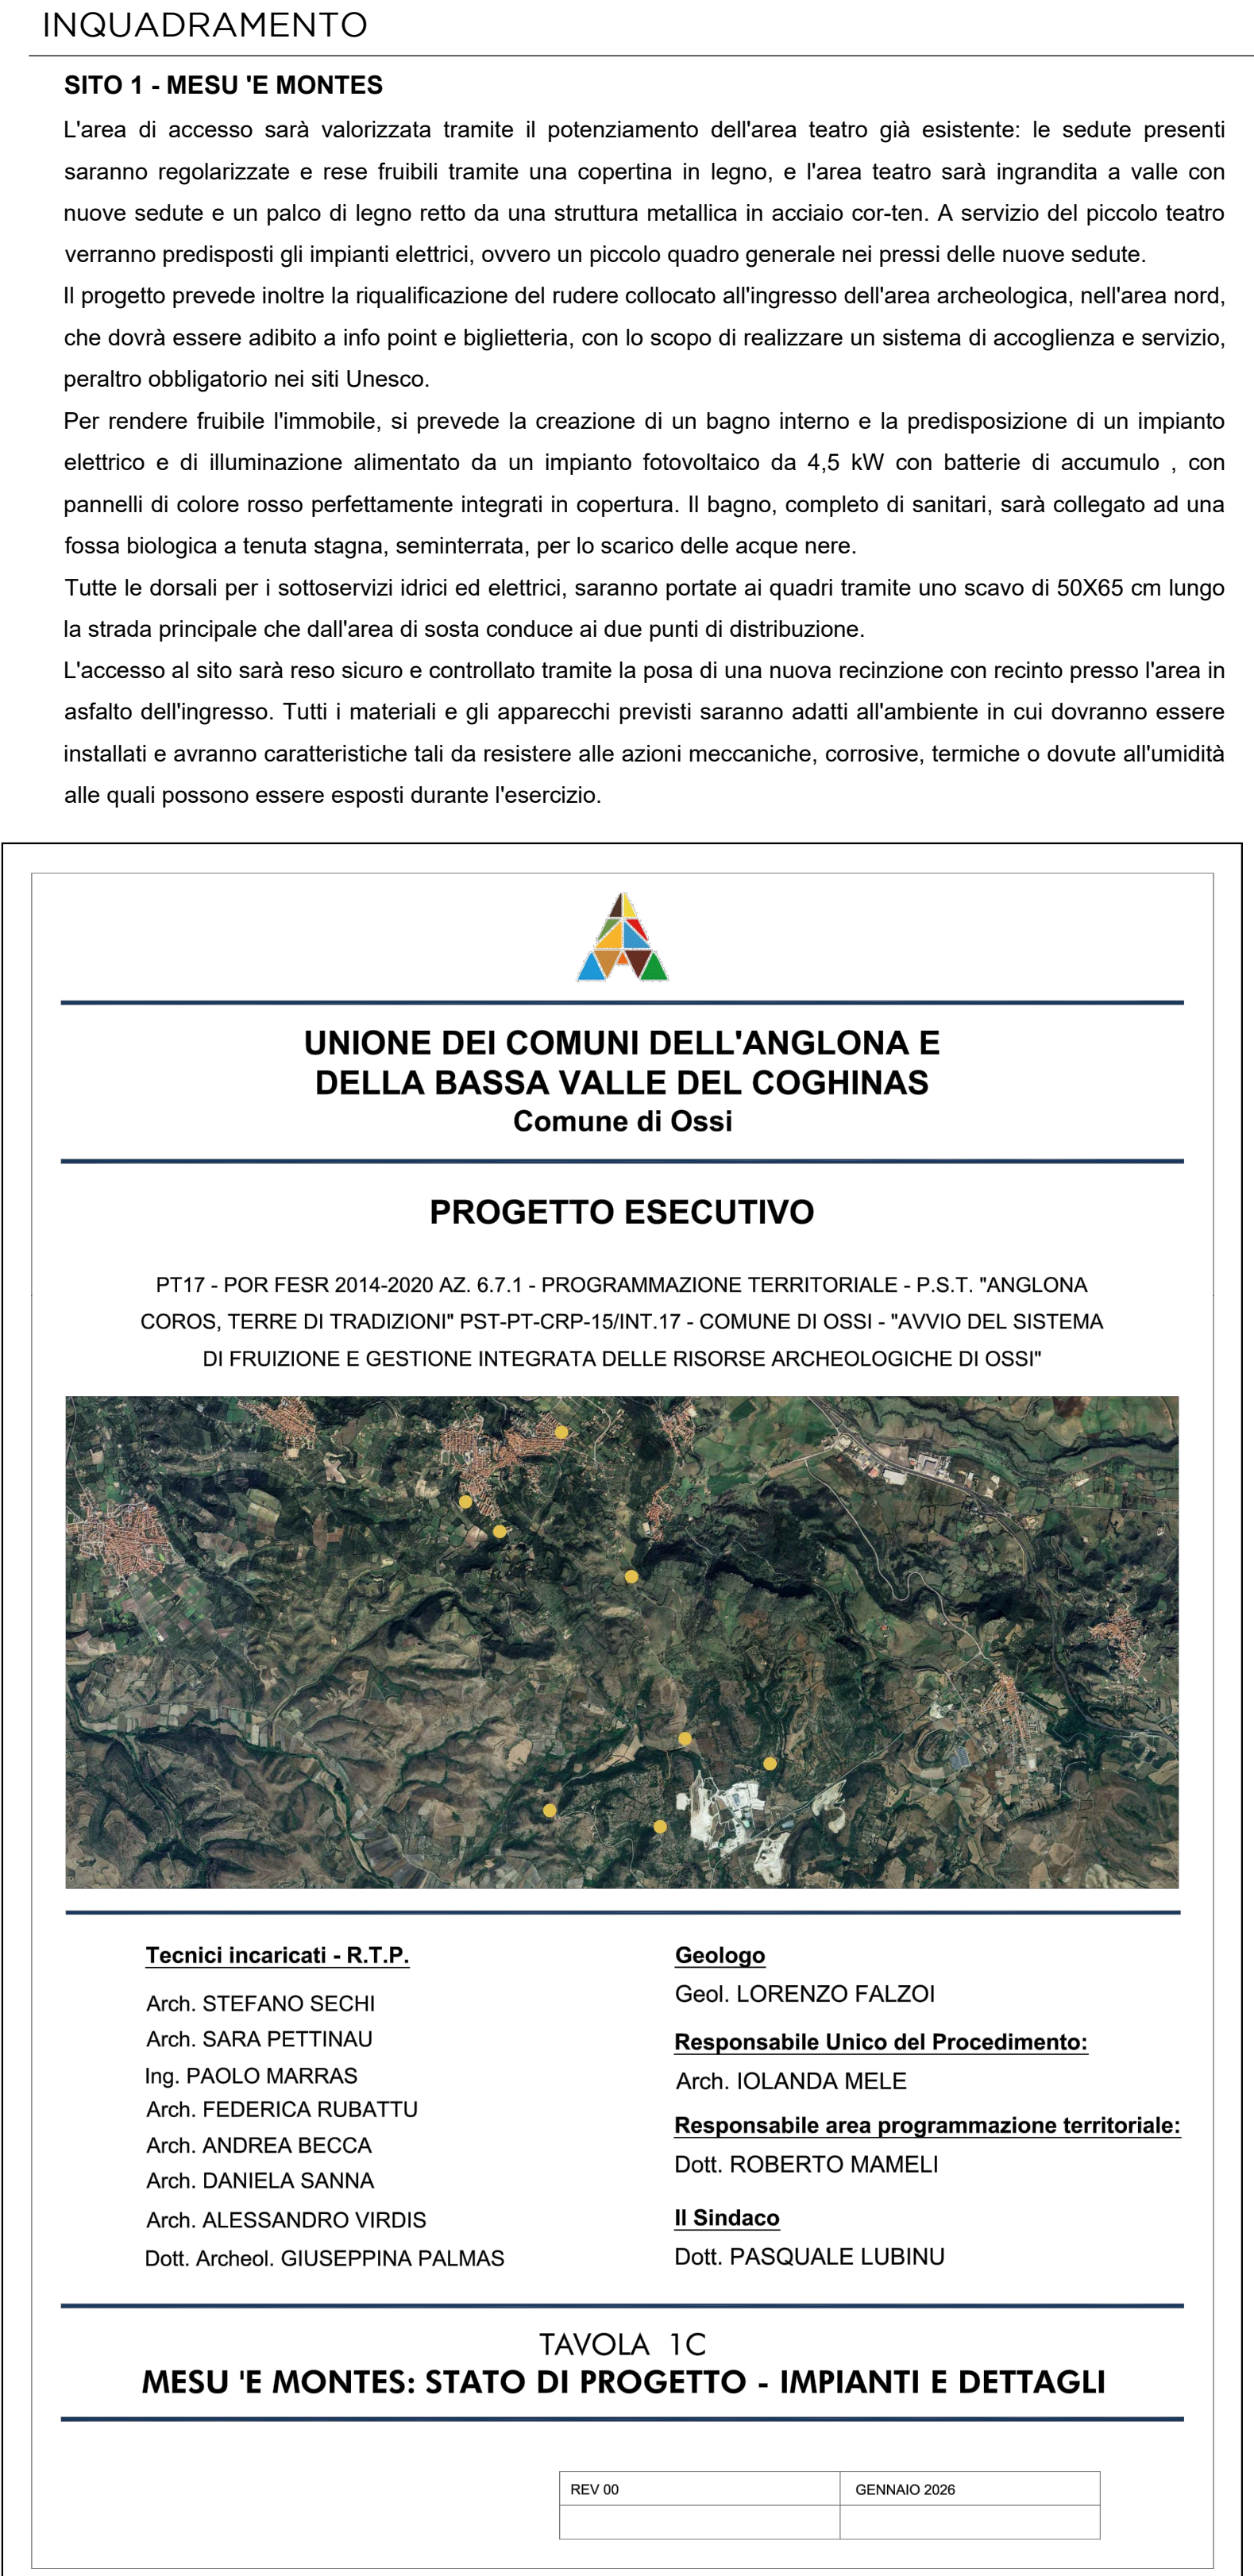 INQUADRAMENTO
SITO 1 - MESU 'E MONTES
L'area di accesso sarà valorizzata tramite il potenziamento dell'area teatro già esistente: le sedute presenti
saranno regolarizzate e rese fruibili tramite una copertina in legno, e l'area teatro sarà ingrandita a valle con
nuove sedute e un palco di legno retto da una struttura metallica in acciaio cor-ten. A servizio del piccolo teatro
verranno predisposti gli impianti elettrici, ovvero un piccolo quadro generale nei pressi delle nuove sedute.
Il progetto prevede inoltre la riqualificazione del rudere collocato all'ingresso dell'area archeologica, nell'area nord,
che dovrà essere adibito a info point e biglietteria, con lo scopo di realizzare un sistema di accoglienza e servizio,
peraltro obbligatorio nei siti Unesco.
Per rendere fruibile l'immobile, si prevede la creazione di un bagno interno e la predisposizione di un impianto
elettrico e di illuminazione alimentato da un impianto fotovoltaico da 4,5 kW con batterie di accumulo , con
pannelli di colore rosso perfettamente integrati in copertura. Il bagno, completo di sanitari, sarà collegato ad una
fossa biologica a tenuta stagna, seminterrata, per lo scarico delle acque nere.
Tutte le dorsali per i sottoservizi idrici ed elettrici, saranno portate ai quadri tramite uno scavo di 50X65 cm lungo
la strada principale che dall'area di sosta conduce ai due punti di distribuzione.
L'accesso al sito sarà reso sicuro e controllato tramite la posa di una nuova recinzione con recinto presso l'area in
asfalto dell'ingresso. Tutti i materiali e gli apparecchi previsti saranno adatti all'ambiente in cui dovranno essere
installati e avranno caratteristiche tali da resistere alle azioni meccaniche, corrosive, termiche o dovute all'umidità
alle quali possono essere esposti durante l'esercizio.
UNIONE DEI COMUNI DELL'ANGLONA E
DELLA BASSA VALLE DEL COGHINAS
Comune di Ossi
PROGETTO ESECUTIVO
PT17 - POR FESR 2014-2020 AZ. 6.7.1 - PROGRAMMAZIONE TERRITORIALE - P.S.T. "ANGLONA
COROS, TERRE DI TRADIZIONI" PST-PT-CRP-15/INT.17 - COMUNE DI OSSI - "AVVIO DEL SISTEMA
DI FRUIZIONE E GESTIONE INTEGRATA DELLE RISORSE ARCHEOLOGICHE DI OSSI"
Tecnici incaricati - R.T.P.
Arch. STEFANO SECHI
Arch. SARA PETTINAU
Ing. PAOLO MARRAS
Arch. FEDERICA RUBATTU
Arch. ANDREA BECCA
Arch. DANIELA SANNA
Arch. ALESSANDRO VIRDIS
Dott. Archeol. GIUSEPPINA PALMAS
Geologo
Geol. LORENZO FALZOI
Responsabile Unico del Procedimento:
Arch. IOLANDA MELE
Responsabile area programmazione territoriale:
Dott. ROBERTO MAMELI
Il Sindaco
Dott. PASQUALE LUBINU
TAVOLA 1C
MESU 'E MONTES: STATO DI PROGETTO - IMPIANTI E DETTAGLI
REV 00
GENNAIO 2026